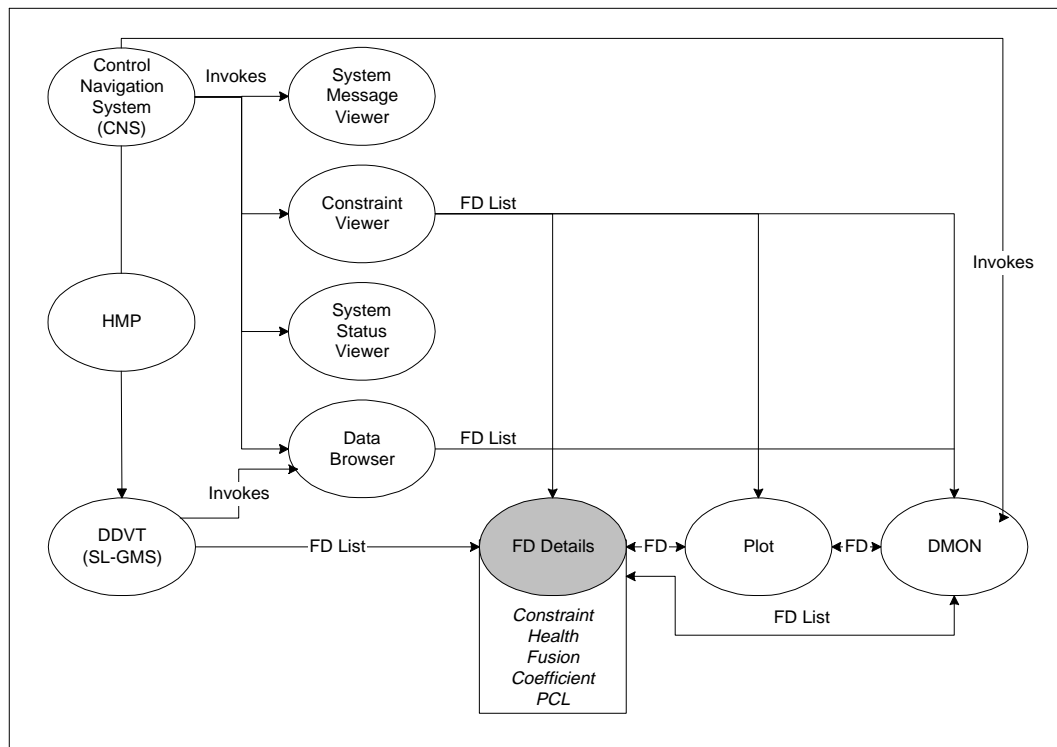 Control
Navigation
System
(CNS)
Invokes
System
Message
Viewer
Constraint
Viewer
FD List
Invokes
HMP
System
Status
Viewer
Data
Browser
FD List
Invokes
DDVT
(SL-GMS)
FD List
FD Details
FD
Plot
FD
DMON
FD List
Constraint
Health
Fusion
Coefficient
PCL